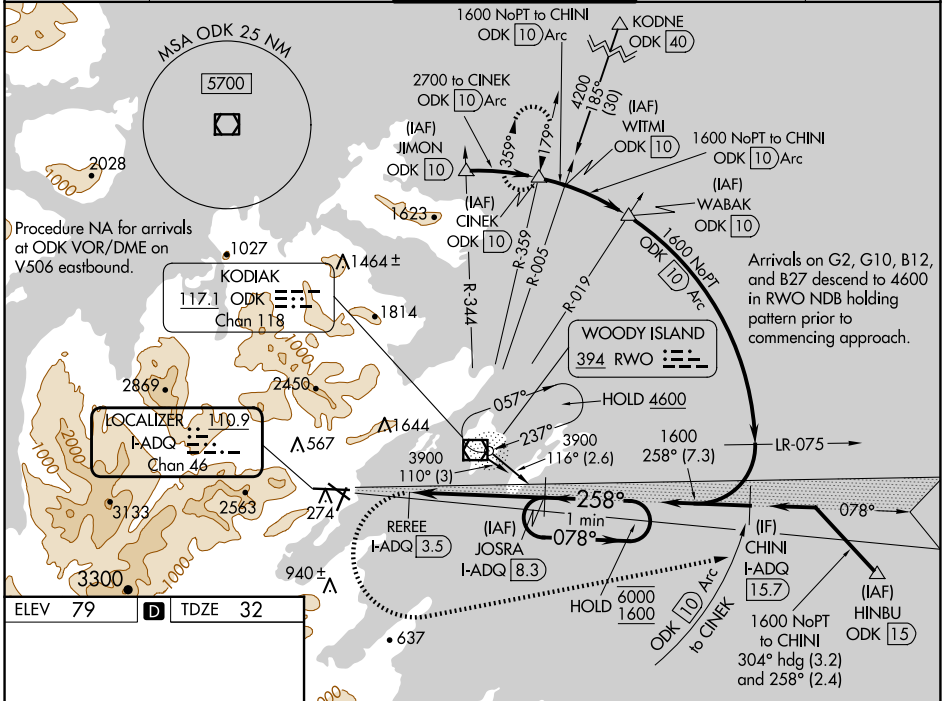 MSA ODK 25 NM
5700
1600 NoPT to CHINI
ODK 10 Arc
KODNE
ODK 40
2700 to CINEK
ODK 10 Arc
4200
185°
(30)
(IAF)
JIMON
ODK 10
359°
179°
(IAF)
WITMI
ODK 10
1600 NoPT to CHINI
ODK 10 Arc
2028
1000
(IAF)
CINEK
ODK 10
(IAF)
WABAK
ODK 10
1623
Procedure NA for arrivals
at ODK VOR/DME on
V506 eastbound.
1027
1464 ±
R-344
R-359
R-005
R-019
1600 NoPT
ODK 10 Arc
Arrivals on G2, G10, B12,
and B27 descend to 4600
in RWO NDB holding
pattern prior to
commencing approach.
KODIAK
117.1 ODK
Chan 118
1814
1000
WOODY ISLAND
394 RWO
2869
2450
057°
HOLD 4600
237°
LOCALIZER 110.9
I-ADQ
Chan 46
567
1644
3900
110° (3)
3900
116° (2.6)
1600
258° (7.3)
LR-075
3133
2563
274
258°
1 min
078°
078°
REREE
I-ADQ 3.5
(IAF)
JOSRA
I-ADQ 8.3
(IF)
CHINI
I-ADQ
15.7
1000
3300
940 ±
HOLD 6000
1600
ODK 10 Arc
to CINEK
(IAF)
HINBU
ODK 15
1600 NoPT
to CHINI
304° hdg (3.2)
and 258° (2.4)
ELEV 79 D TDZE 32
637
1000